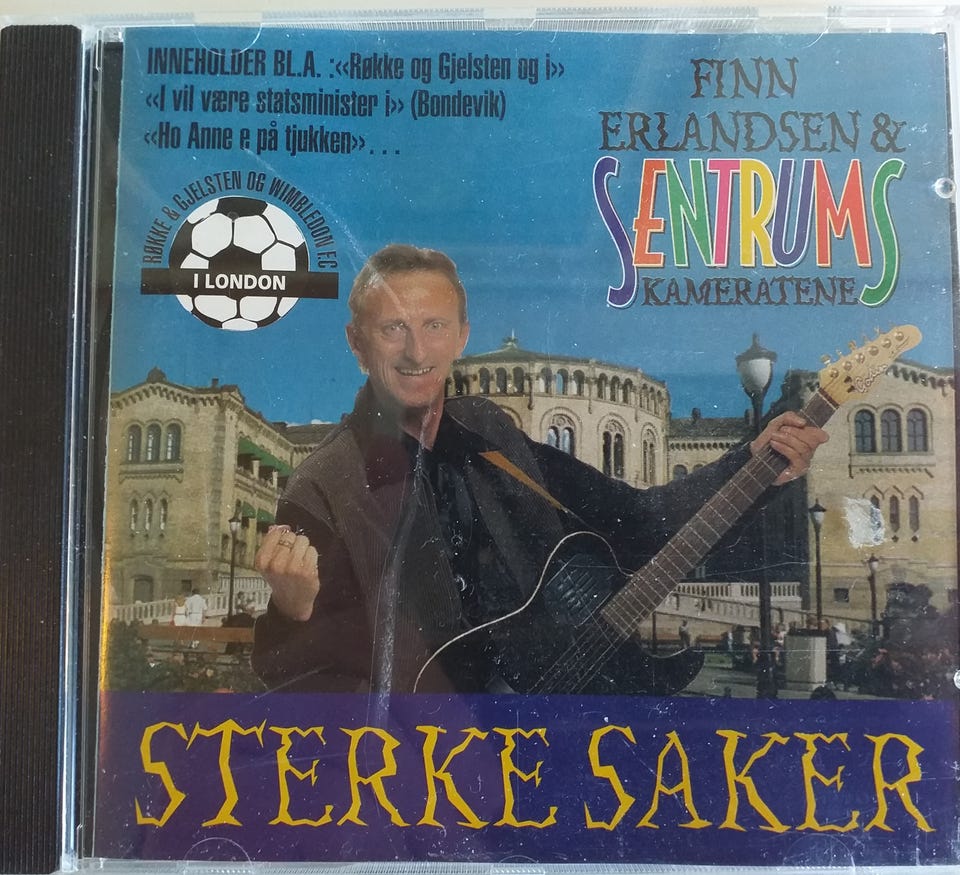 INNEHOLDER BL.A. :«Røkke og Gjelsten og i»
«I vil være statsminister i» (Bondevik)
«Ho Anne e på tjukken»...
FINN
ERLANDSEN &
SENTRUMS
KAMERATENE
RØKKE & GJELSTEN OG WIMBLEDON F.C
I LONDON
STERKE SAKER